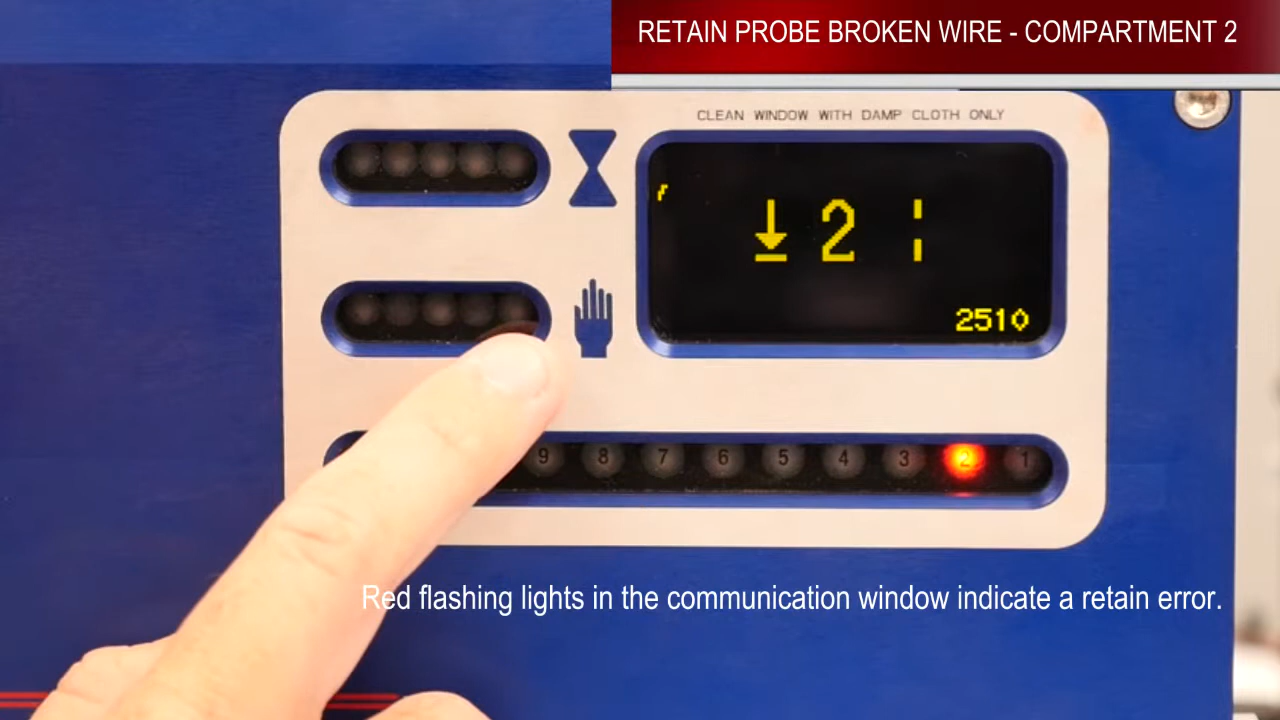 RETAIN PROBE BROKEN WIRE - COMPARTMENT 2
CLEAN WINDOW WITH DAMP CLOTH ONLY
2
2510
9 8 7 6 5 4 3 2 1
Red flashing lights in the communication window indicate a retain error.